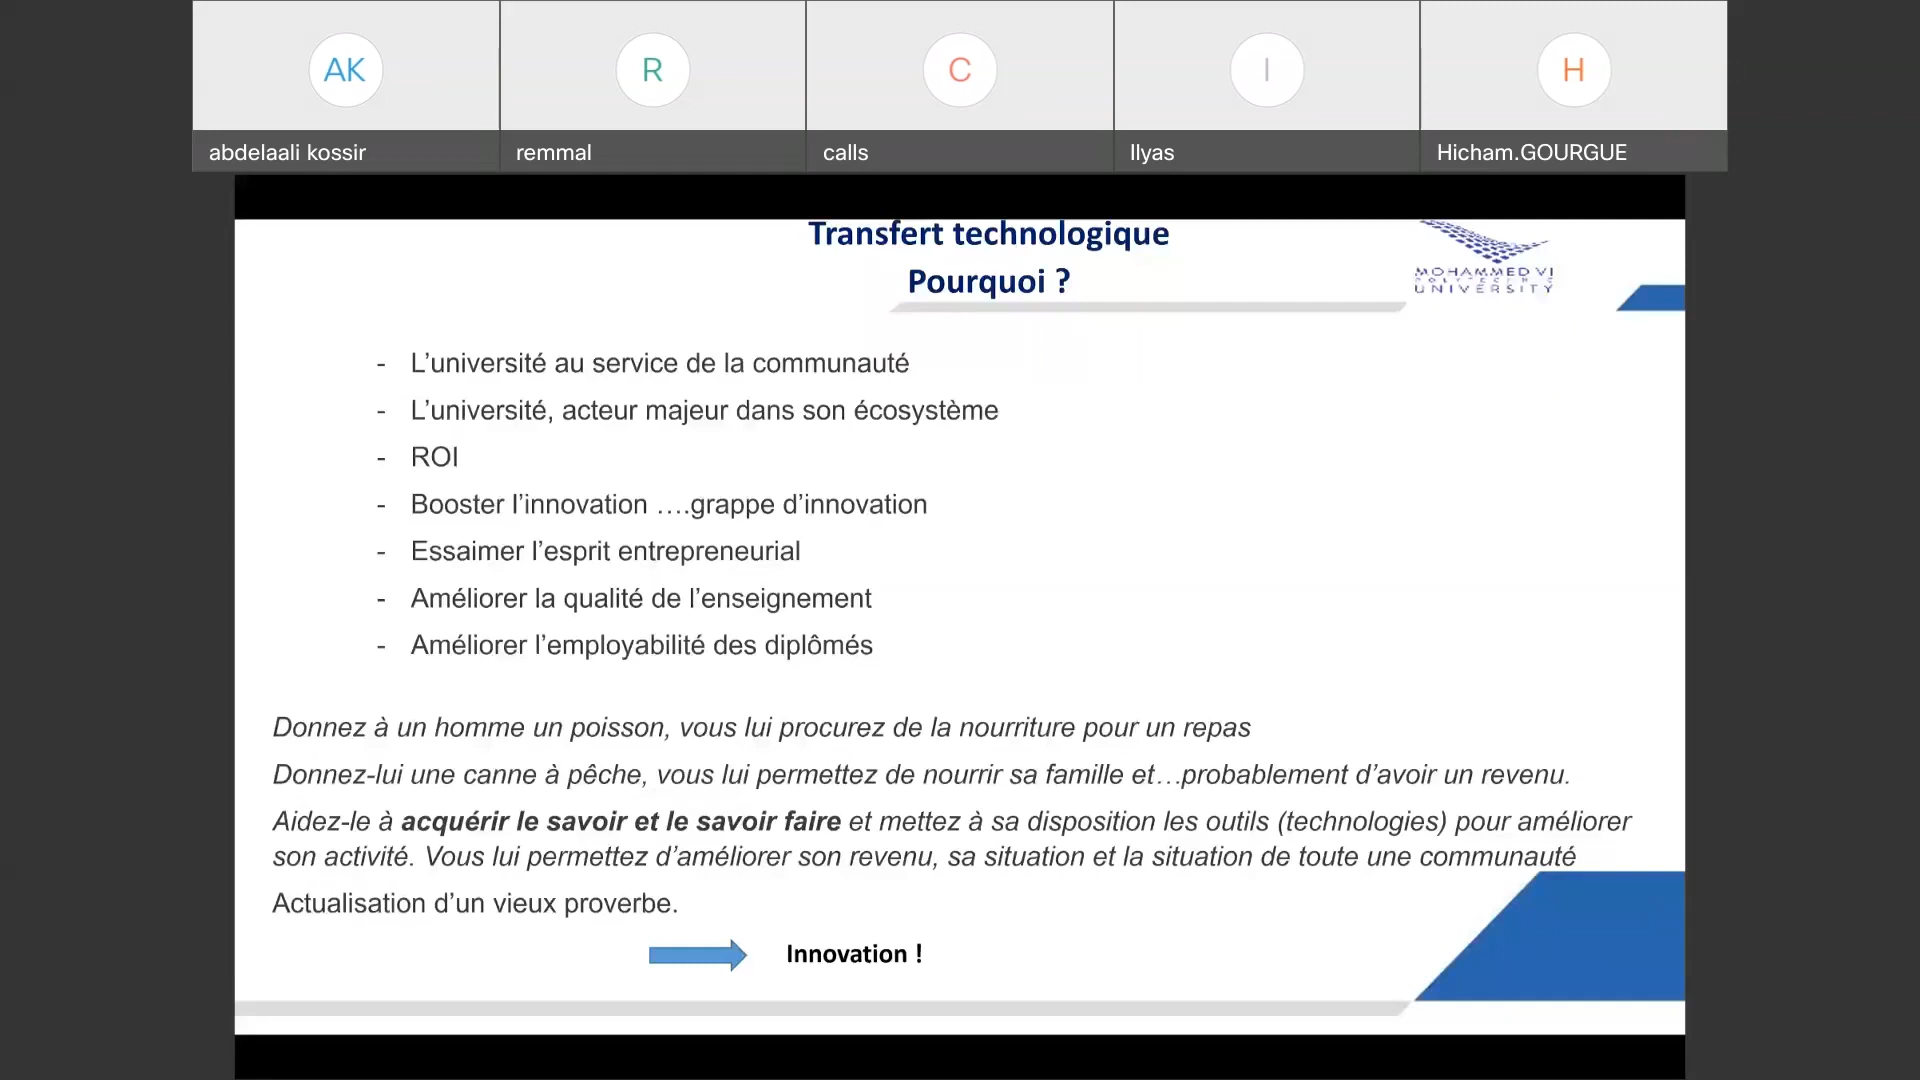 AK
R
C
I
H
abdelaali kossir
remmal
calls
Ilyas
Hicham.GOURGUE
Transfert technologique
Pourquoi ?
MOHAMMED VI
POLYTECHNIC
UNIVERSITY
- L’université au service de la communauté
- L’université, acteur majeur dans son écosystème
- ROI
- Booster l’innovation ….grappe d’innovation
- Essaimer l’esprit entrepreneurial
- Améliorer la qualité de l’enseignement
- Améliorer l’employabilité des diplômés
Donnez à un homme un poisson, vous lui procurez de la nourriture pour un repas
Donnez-lui une canne à pêche, vous lui permettez de nourrir sa famille et…probablement d’avoir un revenu.
Aidez-le à acquérir le savoir et le savoir faire et mettez à sa disposition les outils (technologies) pour améliorer
son activité. Vous lui permettez d’améliorer son revenu, sa situation et la situation de toute une communauté
Actualisation d’un vieux proverbe.
Innovation !